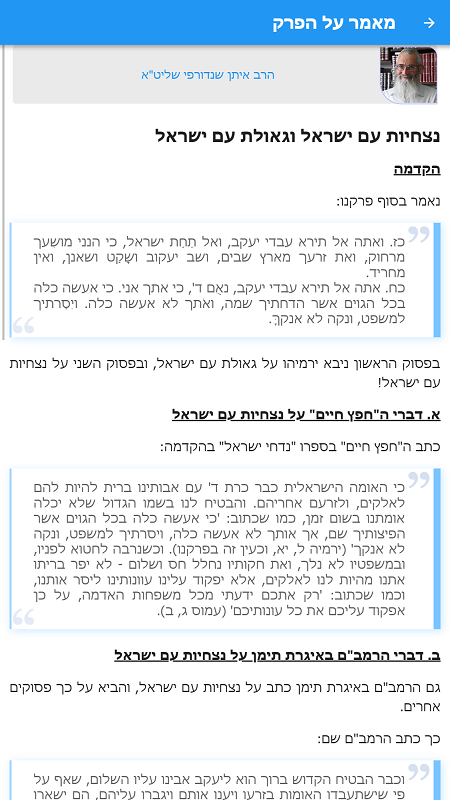 מאמר על הפרק
הרב איתן שנדורפי שליט"א
נצחיות עם ישראל וגאולת עם ישראל
הקדמה
נאמר בסוף פרקנו:
כז. ואתה אל תירא עבדי יעקב, ואל תֵחַת ישראל, כי הנני מושעך
מרחוק, ואת זרעך מארץ שבים, ושב יעקוב ושָקַט ושאנן, ואין
מחריד.
כח. אתה אל תירא עבדי יעקב, נאֻם ד', כי אתך אני. כי אעשה כלה
בכל הגוים אשר הדחתיך שמה, ואתך לא אעשה כלה. ויִסרתיך
למשפט, ונקה לא אנקךָ.
בפסוק הראשון ניבא ירמיהו על גאולת עם ישראל, ובפסוק השני על נצחיות
עם ישראל!
א. דברי ה"חפץ חיים" על נצחיות עם ישראל
כתב ה"חפץ חיים" בספרו "נדחי ישראל" בהקדמה:
כי האומה הישראלית כבר כרת ד' עם אבותינו ברית להיות להם
לאלקים, ולזרעם אחריהם. והבטיח לנו בשמו הגדול שלא יכלה
אומתנו בשום זמן, כמו שכתוב: 'כי אעשה כלה בכל הגוים אשר
הפיצותיך שם, אך אותך לא אעשה כלה, ויסרתיך למשפט, ונקה
לא אנקך' (ירמיה ל, יא, וכעין זה בפרקנו). וכשנרבה לחטוא לפניו,
ובמשפטיו לא נלך, ואת חקותיו נחלל חס ושלום - לא יפר בריתו
אתנו מהיות לנו לאלקים, אלא יפקוד עלינו עוונותינו ליסר אותנו,
וכמו שכתוב: 'רק אתכם ידעתי מכל משפחות האדמה, על כן
אפקוד עליכם את כל עונותיכם' (עמוס ג, ב).
ב. דברי הרמב"ם באיגרת תימן על נצחיות עם ישראל
גם הרמב"ם באיגרת תימן כתב על נצחיות עם ישראל, והביא על כך פסוקים
אחרים.
כך כתב הרמב"ם שם:
וכבר הבטיח הקדוש ברוך הוא ליעקב אבינו עליו השלום, שאף על
פי שישתעבדו האומות בזרעו ויענו אותם ויגברו עליהם, הם ישארו